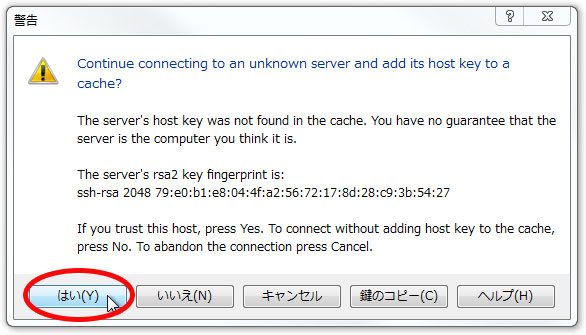 警告
Continue connecting to an unknown server and add its host key to a
cache?
The server's host key was not found in the cache. You have no guarantee that the
server is the computer you think it is.
The server's rsa2 key fingerprint is:
ssh-rsa 2048 79:e0:b1:e8:04:4f:a2:56:72:17:8d:28:c9:3b:54:27
If you trust this host, press Yes. To connect without adding host key to the cache,
press No. To abandon the connection press Cancel.
はい(Y) いいえ(N) キャンセル 鍵のコピー(C) ヘルプ(H)